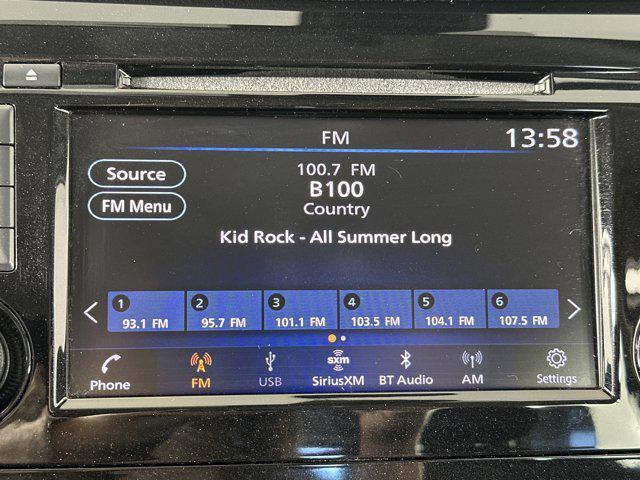 FM 13:58
Source
100.7 FM
B100
FM Menu
Country
Kid Rock - All Summer Long
1 2 3 4 5 6
93.1 FM 95.7 FM 101.1 FM 103.5 FM 104.1 FM 107.5 FM
sxm
Phone FM USB SiriusXM BT Audio AM Settings